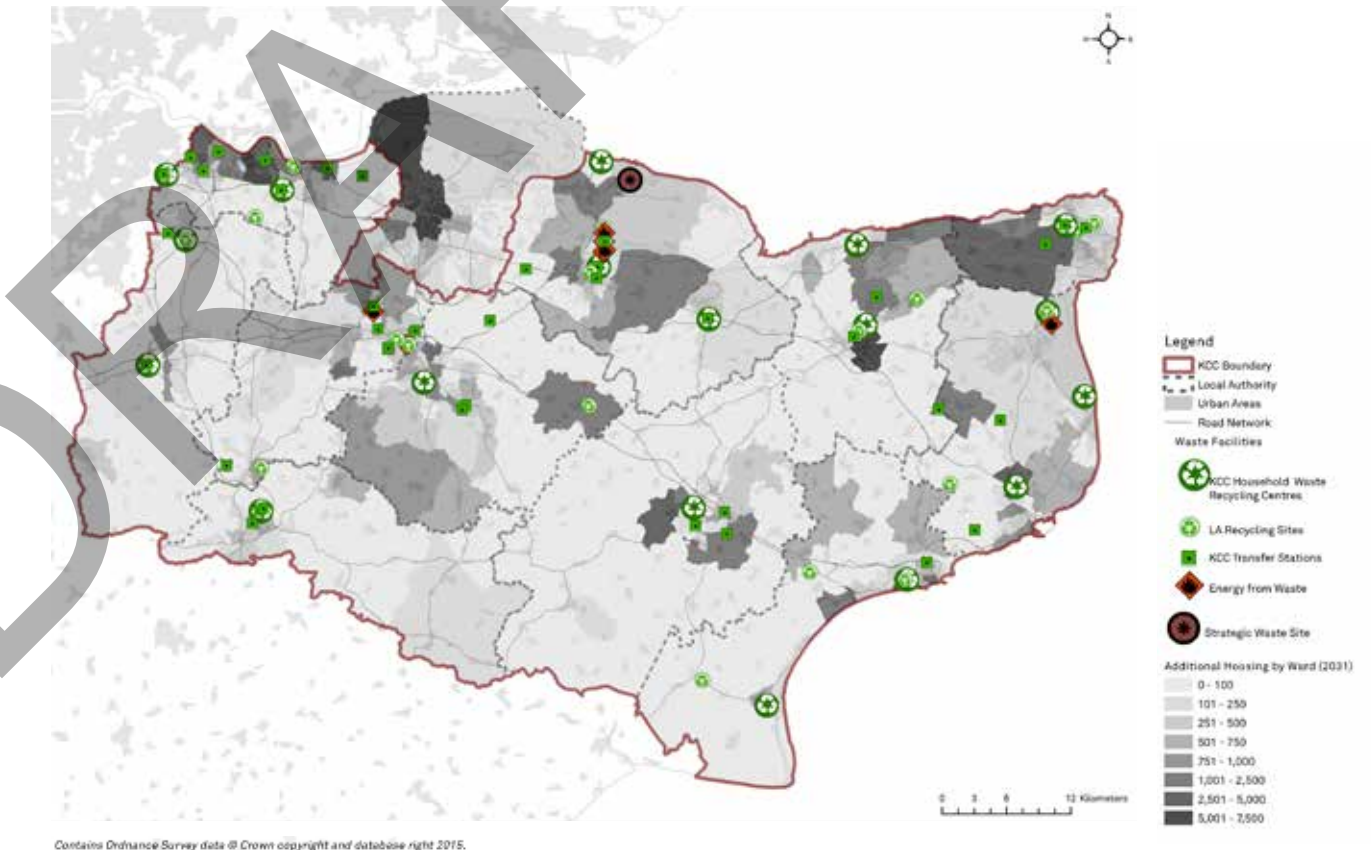 DRA
N
Legend
KCC Boundary
Local Authority
Urban Areas
Road Network
Waste Facilities
KCC Household Waste
Recycling Centres
LA Recycling Sites
KCC Transfer Stations
Energy from Waste
Strategic Waste Site
Additional Housing by Ward (2031)
0 - 100
101 - 250
251 - 500
501 - 750
751 - 1,000
1,001 - 2,500
2,501 - 5,000
5,001 - 7,500
0 3 6 12 Kilometers
Contains Ordnance Survey data © Crown copyright and database right 2015.